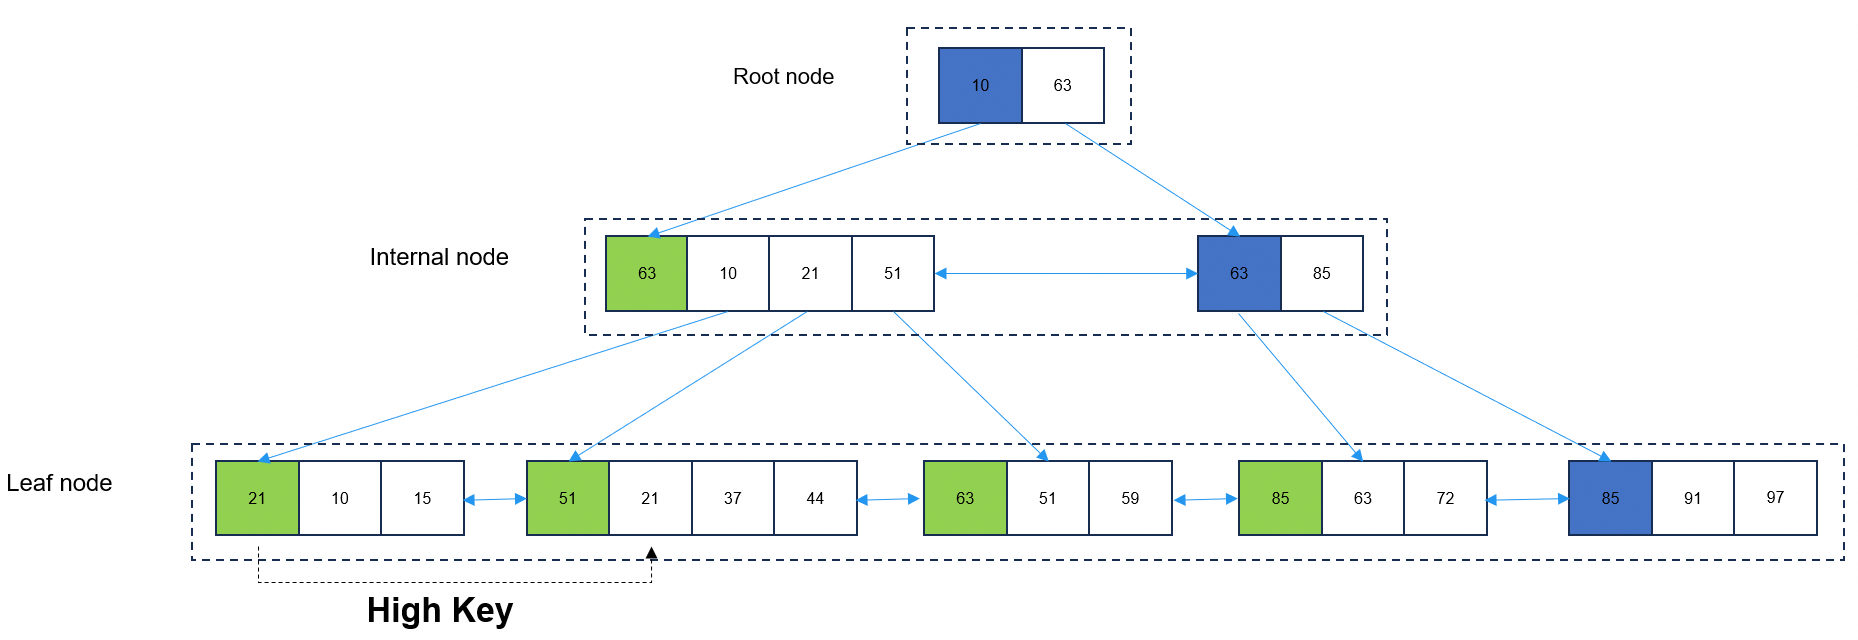 Root node
10 63
Internal node
63 10 21 51 63 85
Leaf node
21 10 15 51 21 37 44 63 51 59 85 63 72 85 91 97
High Key